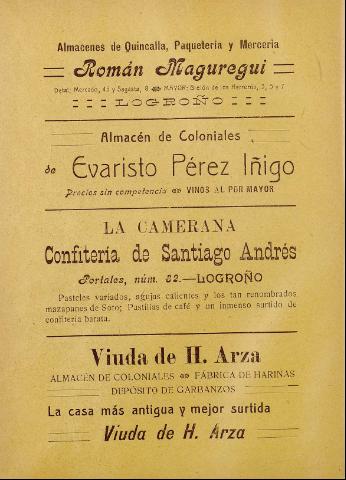 Almacenes de Quincalla, Paquetería y Mercería
Román Maguregui
Detal: Mercado, 43 y Sagasta, 8 MAYOR: Bretón de los Herreros, 3, 5 y 7
LOGROÑO
Almacén de Coloniales
de Evaristo Pérez Iñigo
Precios sin competencia VINOS AL POR MAYOR
LA CAMERANA
Confitería de Santiago Andrés
Portales, núm. 82.—LOGROÑO
Pasteles variados, agujas calientes y los tan renombrados
mazapanes de Soto; Pastillas de café y un inmenso surtido de
confitería barata.
Viuda de H. Arza
ALMACÉN DE COLONIALES FÁBRICA DE HARINAS
DEPÓSITO DE GARBANZOS
La casa más antigua y mejor surtida
Viuda de H. Arza